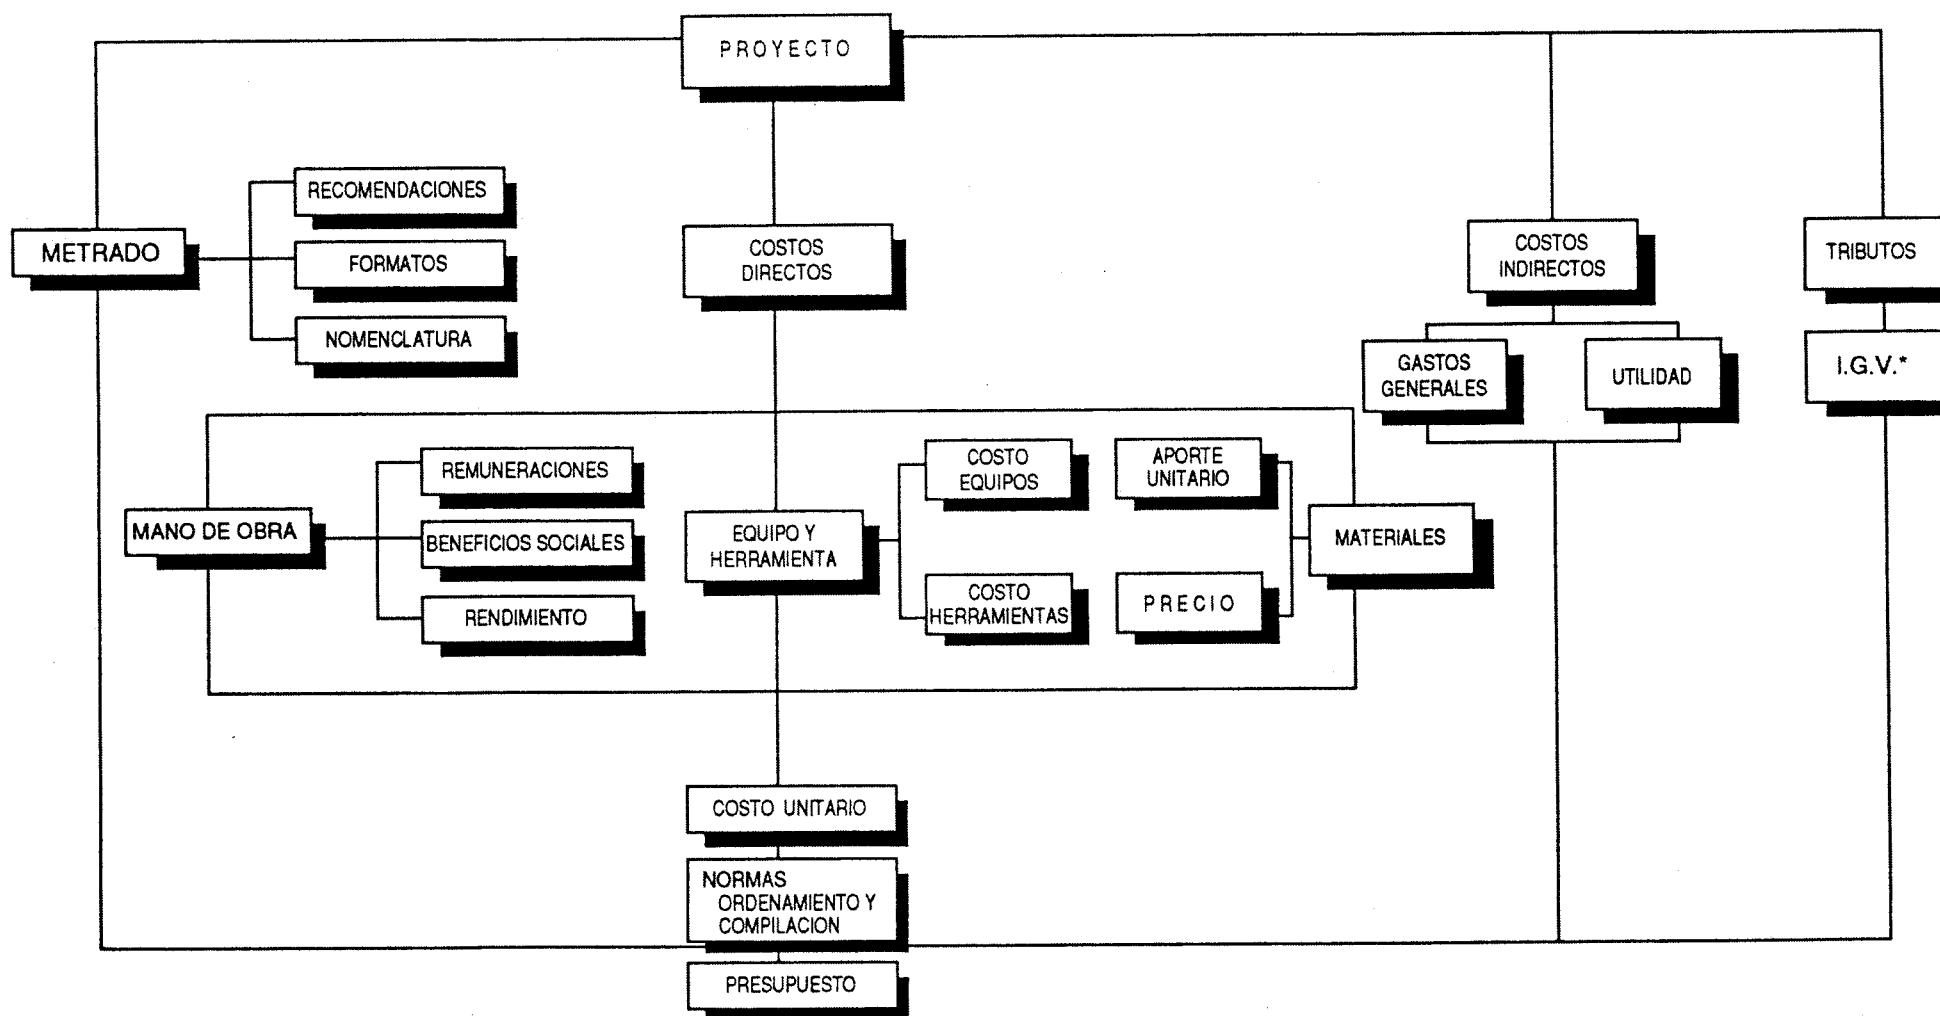 PROYECTO
RECOMENDACIONES
METRADO
FORMATOS
NOMENCLATURA
COSTOS
DIRECTOS
COSTOS
INDIRECTOS
TRIBUTOS
GASTOS
GENERALES
UTILIDAD
I.G.V.*
MANO DE OBRA
REMUNERACIONES
BENEFICIOS SOCIALES
RENDIMIENTO
EQUIPO Y
HERRAMIENTA
COSTO
EQUIPOS
COSTO
HERRAMIENTAS
APORTE
UNITARIO
PRECIO
MATERIALES
COSTO UNITARIO
NORMAS
ORDENAMIENTO Y
COMPILACION
PRESUPUESTO